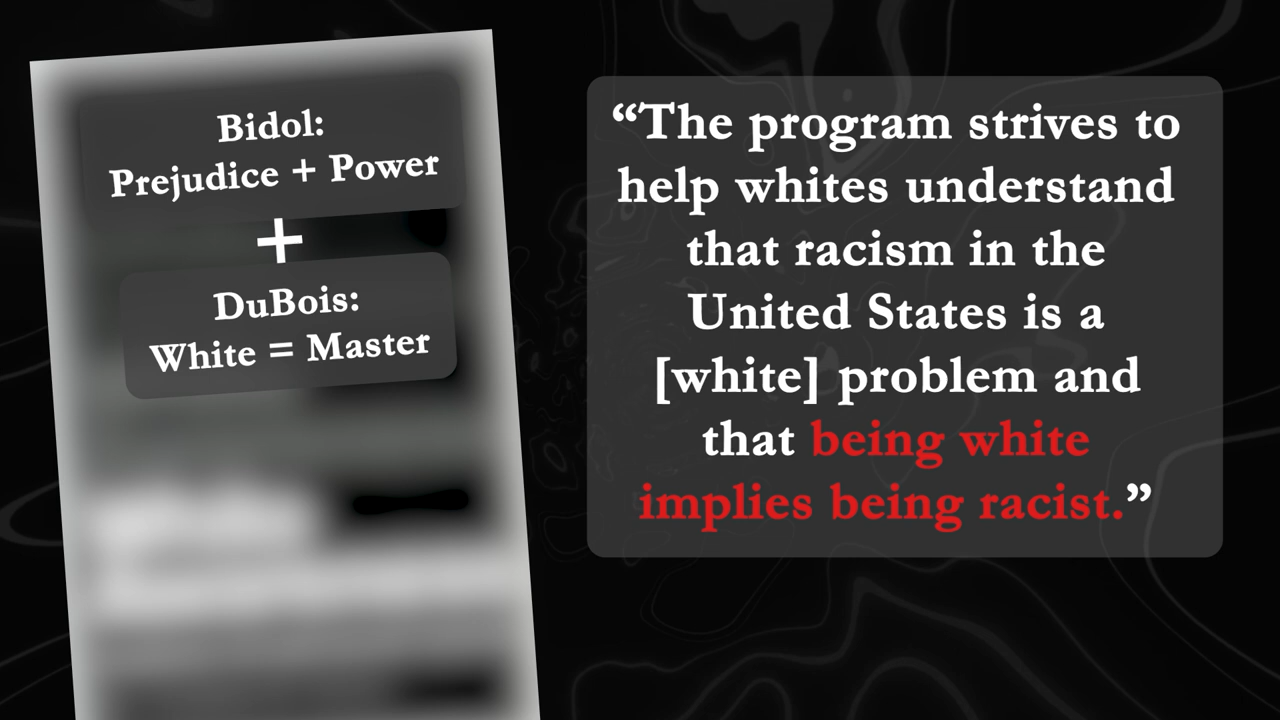 Bidol:
Prejudice + Power
+
DuBois:
White = Master
“The program strives to
help whites understand
that racism in the
United States is a
[white] problem and
that being white
implies being racist.”